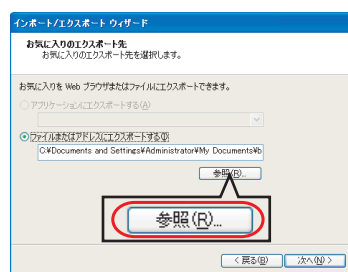 インポート/エクスポート ウィザード
お気に入りのエクスポート先
お気に入りのエクスポート先を選択します。
お気に入りを Web ブラウザまたはファイルにエクスポートできます。
アプリケーションにエクスポートする(A)
ファイルまたはアドレスにエクスポートする(F)
C:¥Documents and Settings¥Administrator¥My Documents¥b
参照(R)...
参照(R)...
< 戻る(B)
次へ(N) >